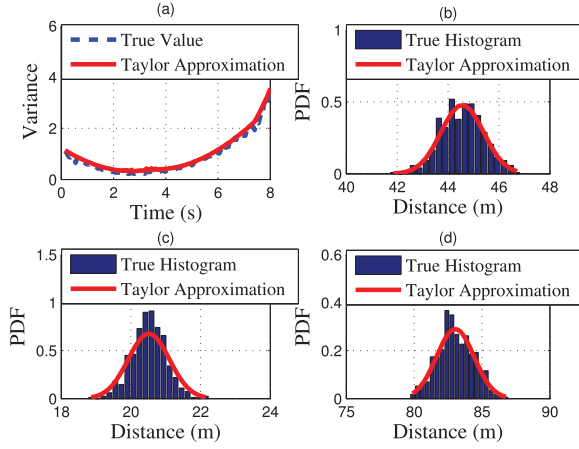 (a)
6
4
2
0
Variance
True Value
Taylor Approximation
0 2 4 6 8
Time (s)
(b)
1
0.5
0
PDF
True Histogram
Taylor Approximation
40 42 44 46 48
Distance (m)
(c)
1.5
1
0.5
0
PDF
True Histogram
Taylor Approximation
18 20 22 24
Distance (m)
(d)
0.6
0.4
0.2
0
PDF
True Histogram
Taylor Approximation
75 80 85 90
Distance (m)